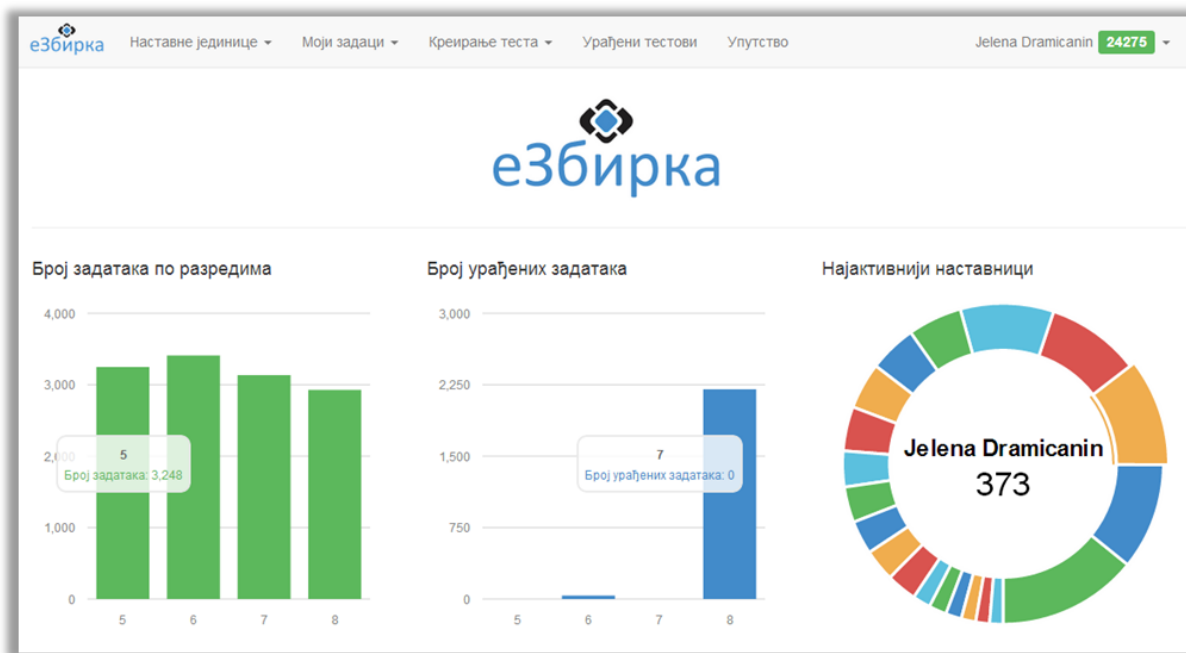 еЗбирка Наставне јединице Моји задаци Креирање теста Урађени тестови Упутство Jelena Dramicanin 24275
еЗбирка
Број задатака по разредима
4,000
3,000
2,000
1,000
0
5
Број задатака: 3,248
5 6 7 8
Број урађених задатака
3,000
2,250
1,500
750
0
7
Број урађених задатака: 0
5 6 7 8
Најактивнији наставници
Jelena Dramicanin
373